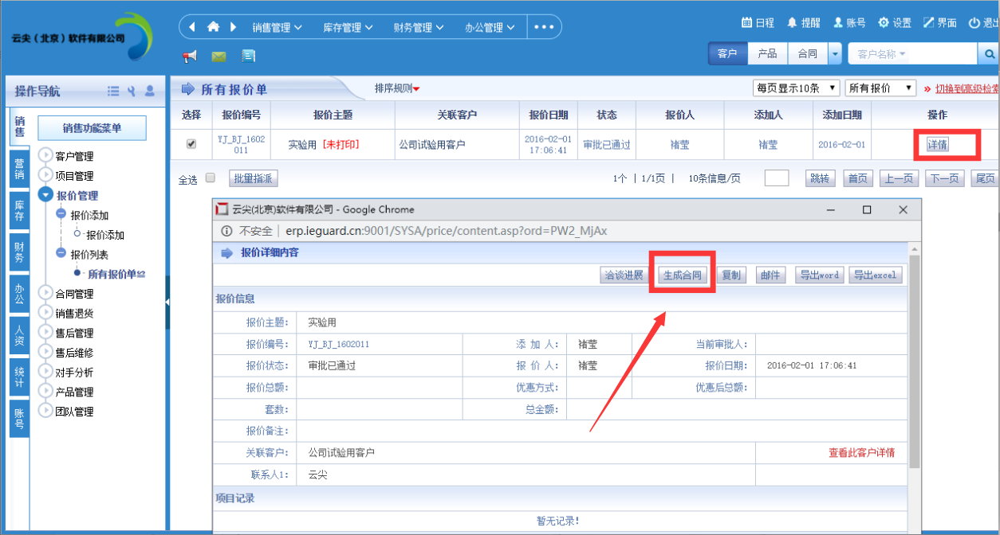 云尖（北京）软件有限公司
销售管理 库存管理 财务管理 办公管理
日程 提醒 账号 设置 界面 退出
客户 产品 合同 客户名称
操作导航
所有报价单 排序规则 每页显示10条 所有报价 » 切换到高级检索
选择 报价编号 报价主题 关联客户 报价日期 状态 报价人 添加人 添加日期 操作
YJ_BJ_1602011 实验用 [未打印] 公司试验用客户 2016-02-01 17:06:41 审批已通过 褚莹 褚莹 2016-02-01 详情
全选 批量指派 1个 | 1/1页 | 10条信息/页 跳转 首页 上一页 下一页 尾页
销售
营销
库存
财务
办公
人资
统计
账号
销售功能菜单
客户管理
项目管理
报价管理
报价添加
报价添加
报价列表
所有报价单
合同管理
销售退货
售后管理
售后维修
对手分析
产品管理
团队管理
云尖(北京)软件有限公司 - Google Chrome
不安全 | erp.ieguard.cn:9001/SYSA/price/content.asp?ord=PW2_MjAx
报价详细内容
洽谈进展 生成合同 复制 邮件 导出word 导出excel
报价信息
报价主题: 实验用
报价编号: YJ_BJ_1602011 添 加 人: 褚莹 当前审批人:
报价状态: 审批已通过 报 价 人: 褚莹 报价日期: 2016-02-01 17:06:41
报价总额: 优惠方式: 优惠后总额:
套数: 总金额:
报价备注:
关联客户: 公司试验用客户 查看此客户详情
联系人1: 云尖
项目记录
暂无记录!